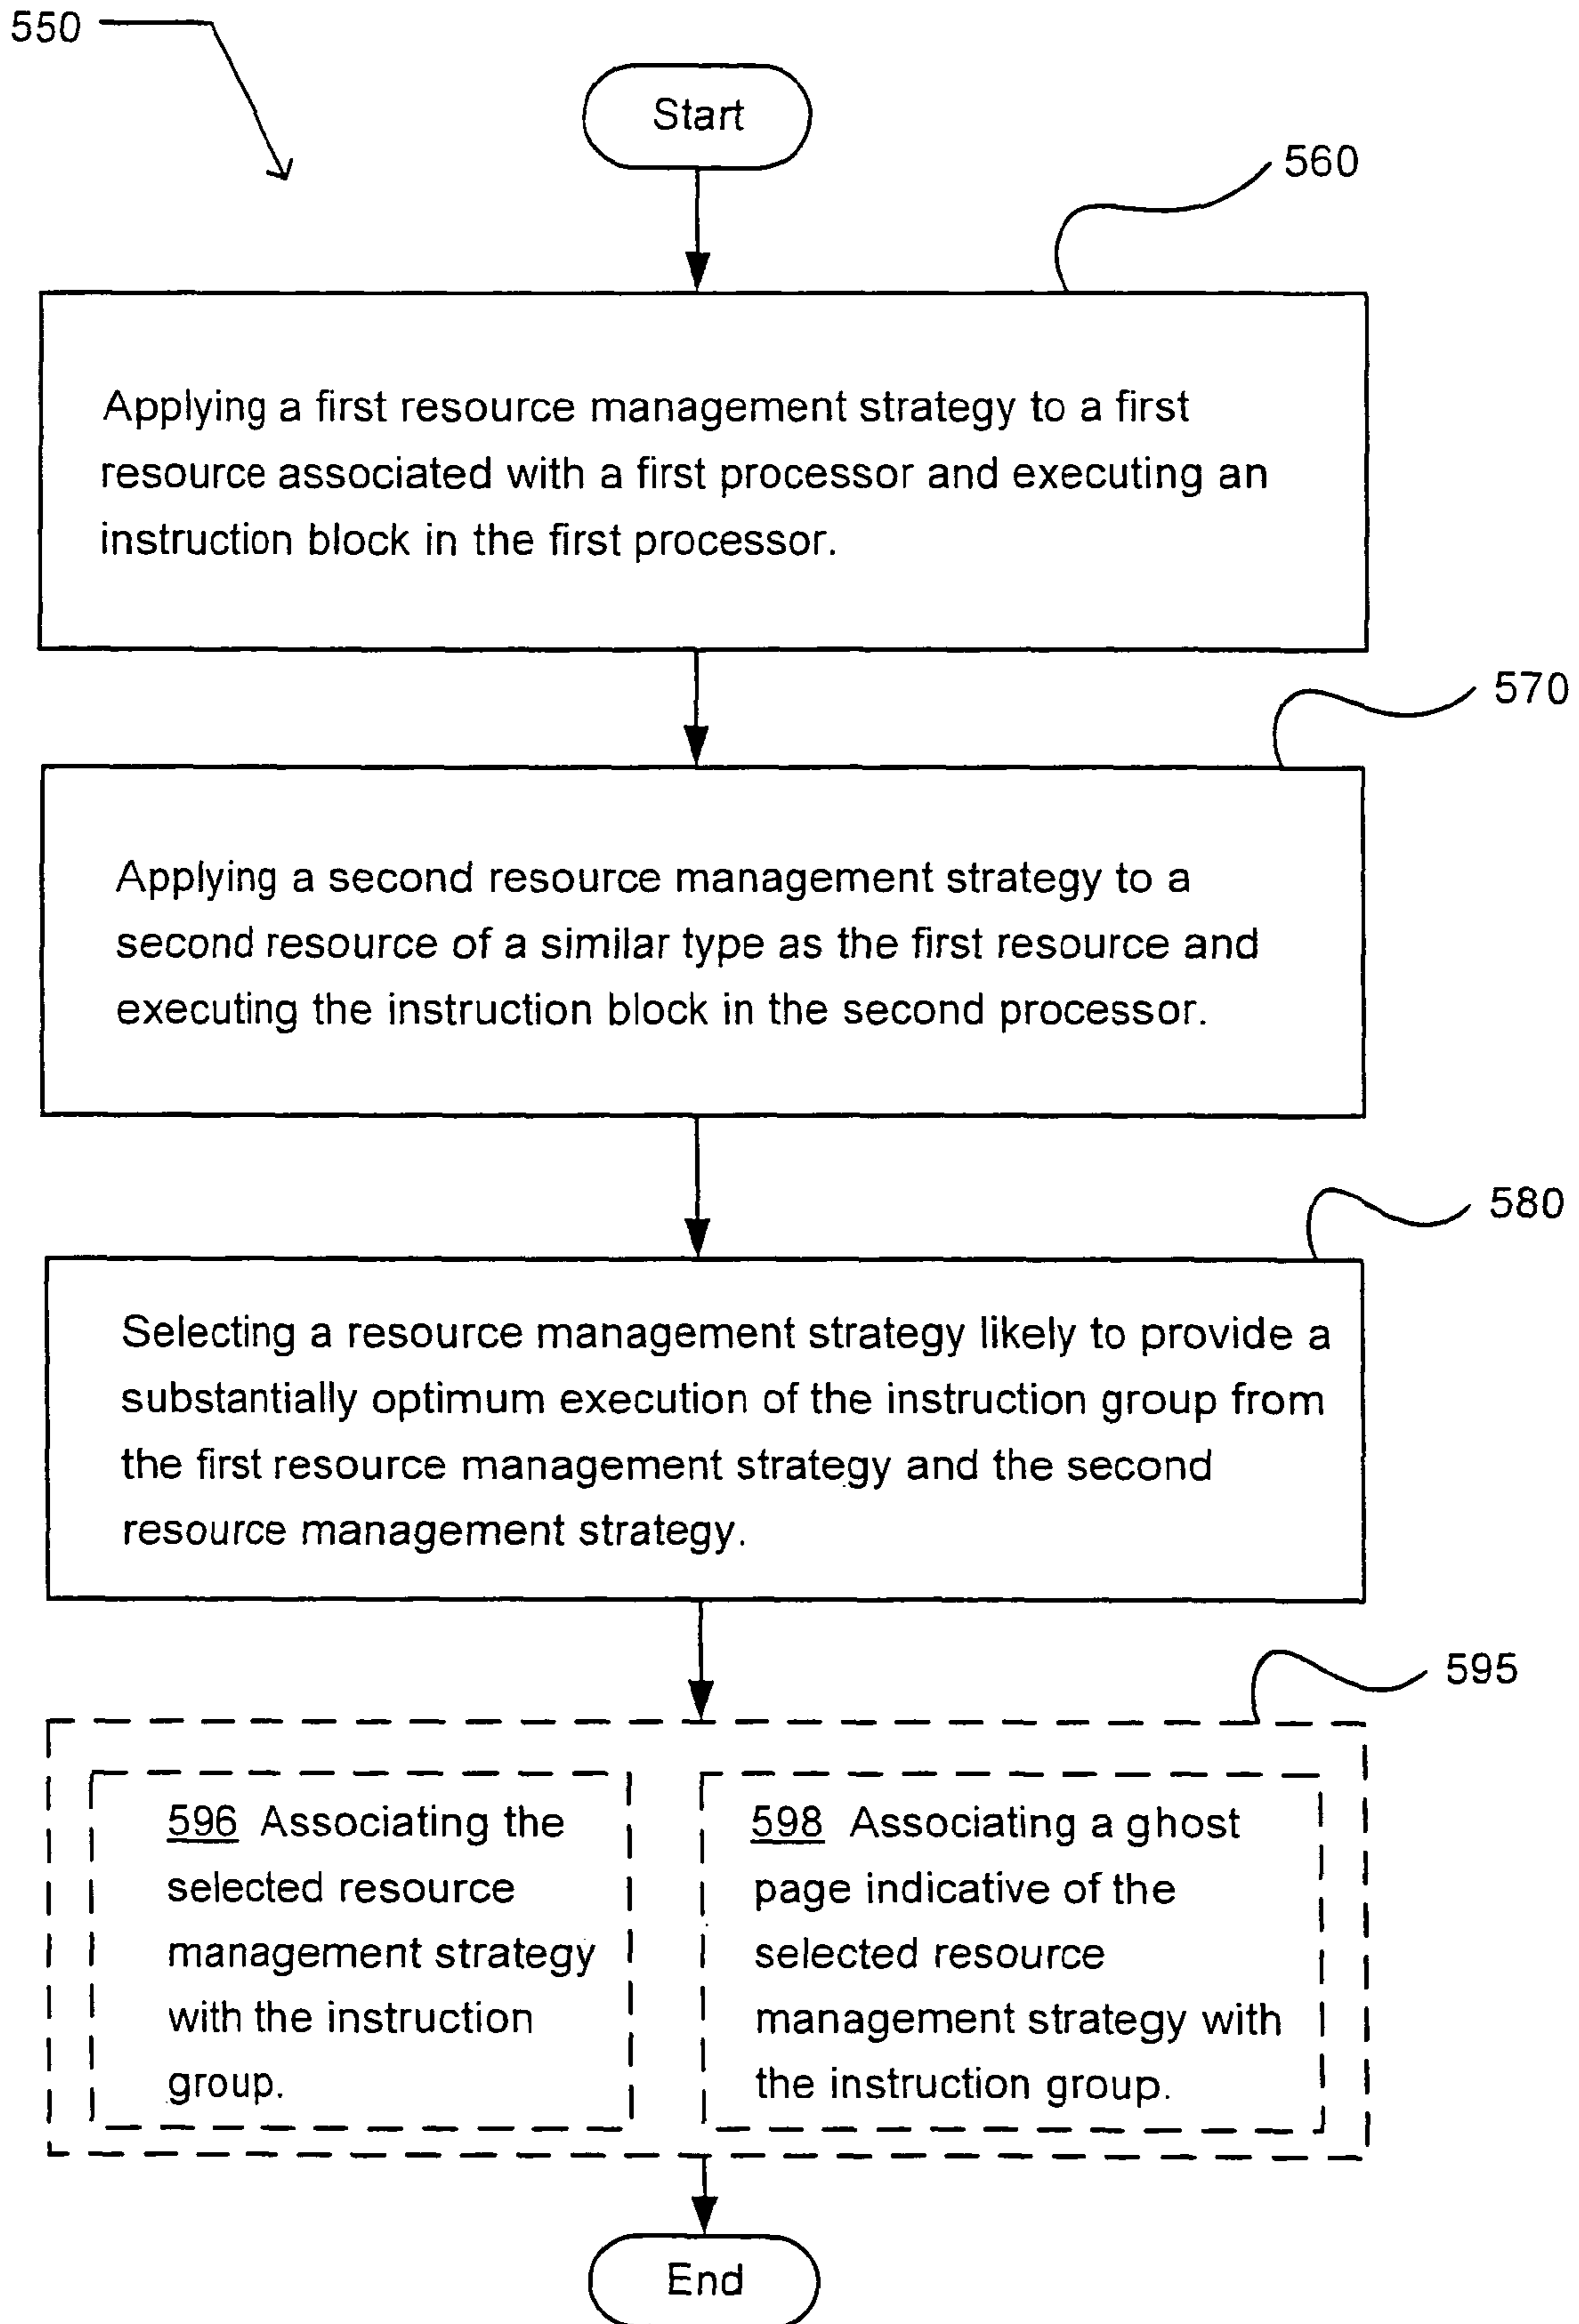 550
Start
560
Applying a first resource management strategy to a first
resource associated with a first processor and executing an
instruction block in the first processor.
570
Applying a second resource management strategy to a
second resource of a similar type as the first resource and
executing the instruction block in the second processor.
580
Selecting a resource management strategy likely to provide a
substantially optimum execution of the instruction group from
the first resource management strategy and the second
resource management strategy.
595
596 Associating the
selected resource
management strategy
with the instruction
group.
598 Associating a ghost
page indicative of the
selected resource
management strategy with
the instruction group.
End